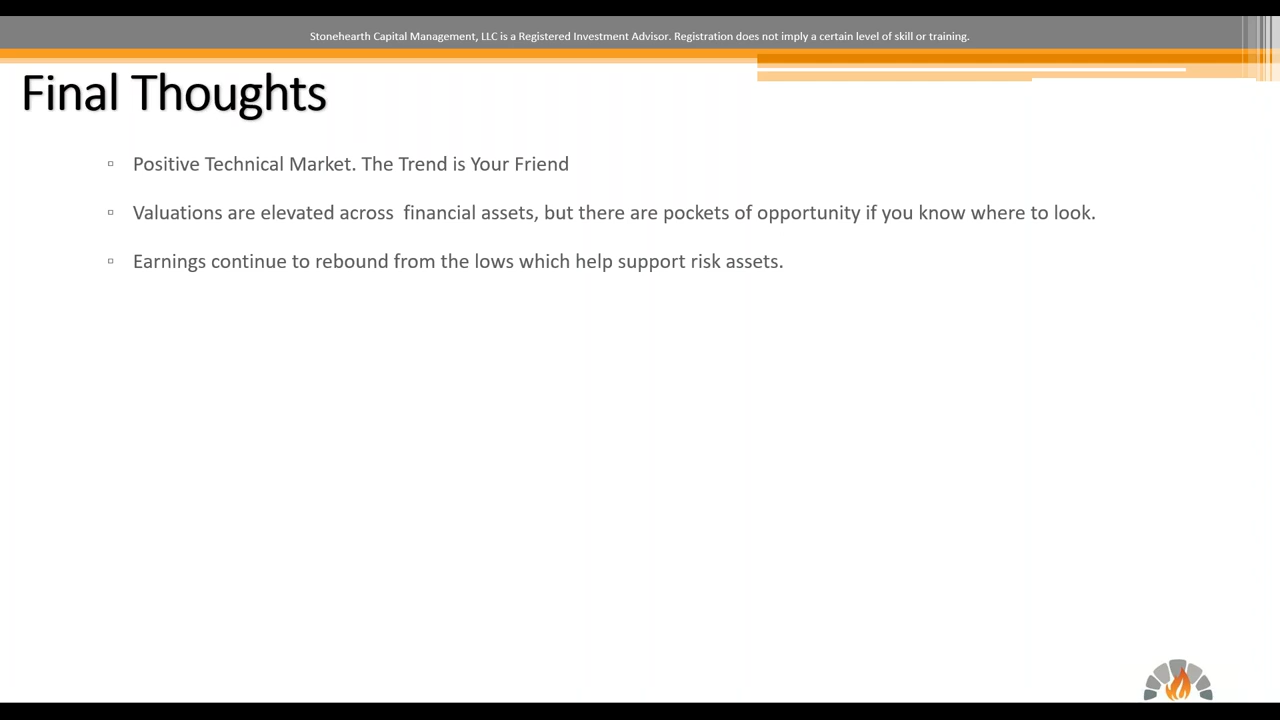 Stonehearth Capital Management, LLC is a Registered Investment Advisor. Registration does not imply a certain level of skill or training.
Final Thoughts
Positive Technical Market. The Trend is Your Friend
Valuations are elevated across  financial assets, but there are pockets of opportunity if you know where to look.
Earnings continue to rebound from the lows which help support risk assets.